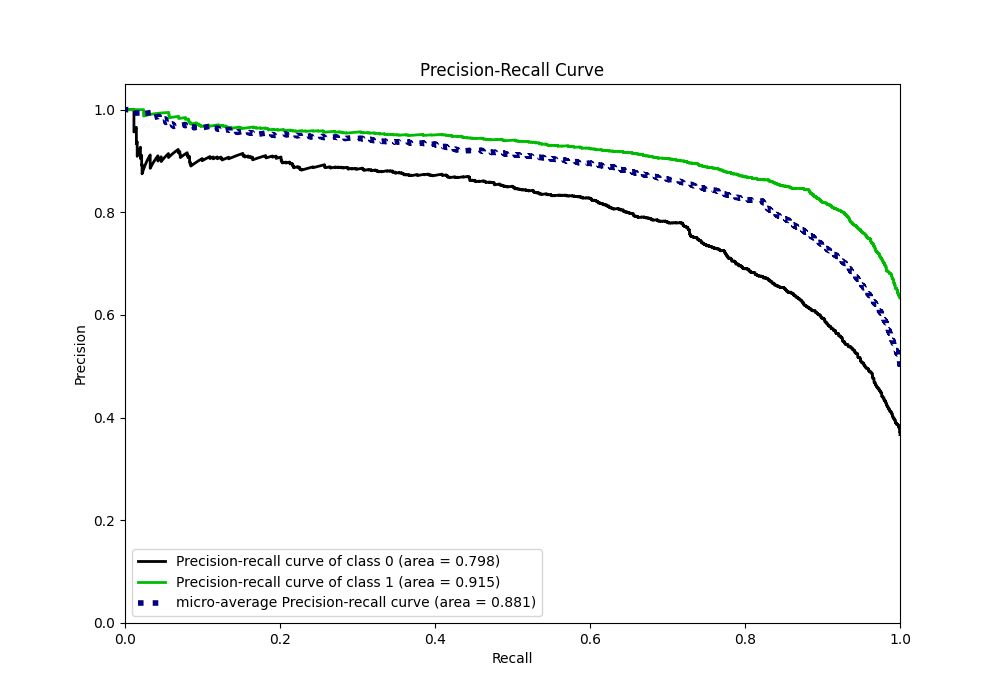 Precision-Recall Curve
1.0
0.8
0.6
0.4
0.2
0.0
Precision
Precision-recall curve of class 0 (area = 0.798)
Precision-recall curve of class 1 (area = 0.915)
micro-average Precision-recall curve (area = 0.881)
0.0 0.2 0.4 0.6 0.8 1.0
Recall